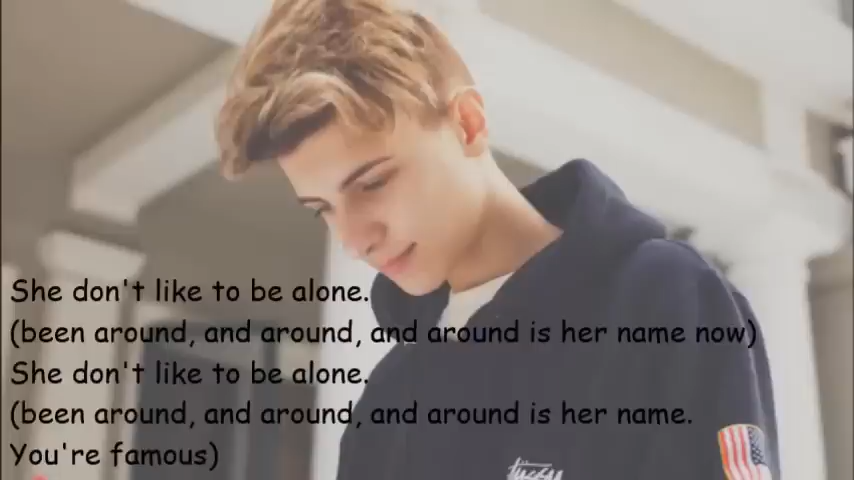 She don't like to be alone.
(been around, and around, and around is her name now)
She don't like to be alone.
(been around, and around, and around is her name.
You're famous)